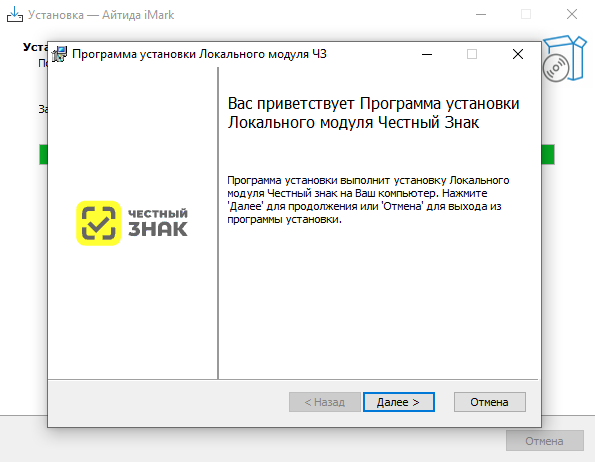 Установка — Айтида iMark
Программа установки Локального модуля ЧЗ
Вас приветствует Программа установки
Локального модуля Честный Знак
Программа установки выполнит установку Локального
модуля Честный знак на Ваш компьютер. Нажмите
'Далее' для продолжения или 'Отмена' для выхода из
программы установки.
ЧЕСТНЫЙ
ЗНАК
< Назад
Далее >
Отмена
Отмена